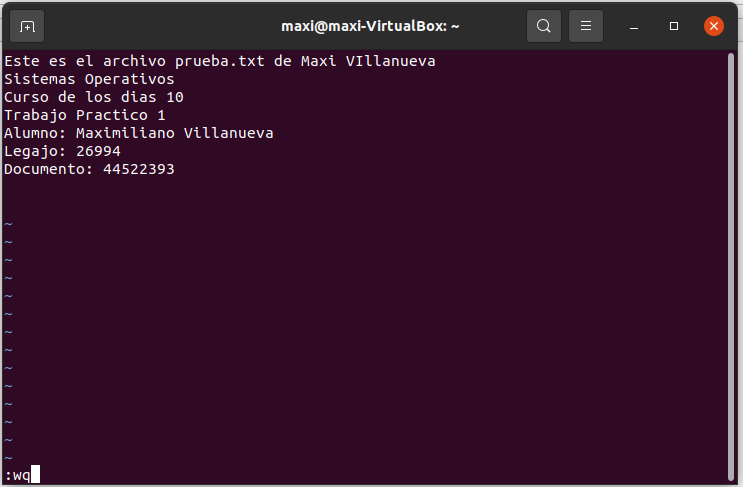 maxi@maxi-VirtualBox: ~
Este es el archivo prueba.txt de Maxi VIllanueva
Sistemas Operativos
Curso de los dias 10
Trabajo Practico 1
Alumno: Maximiliano Villanueva
Legajo: 26994
Documento: 44522393
~
~
~
~
~
~
~
~
~
~
~
~
~
~
:wq